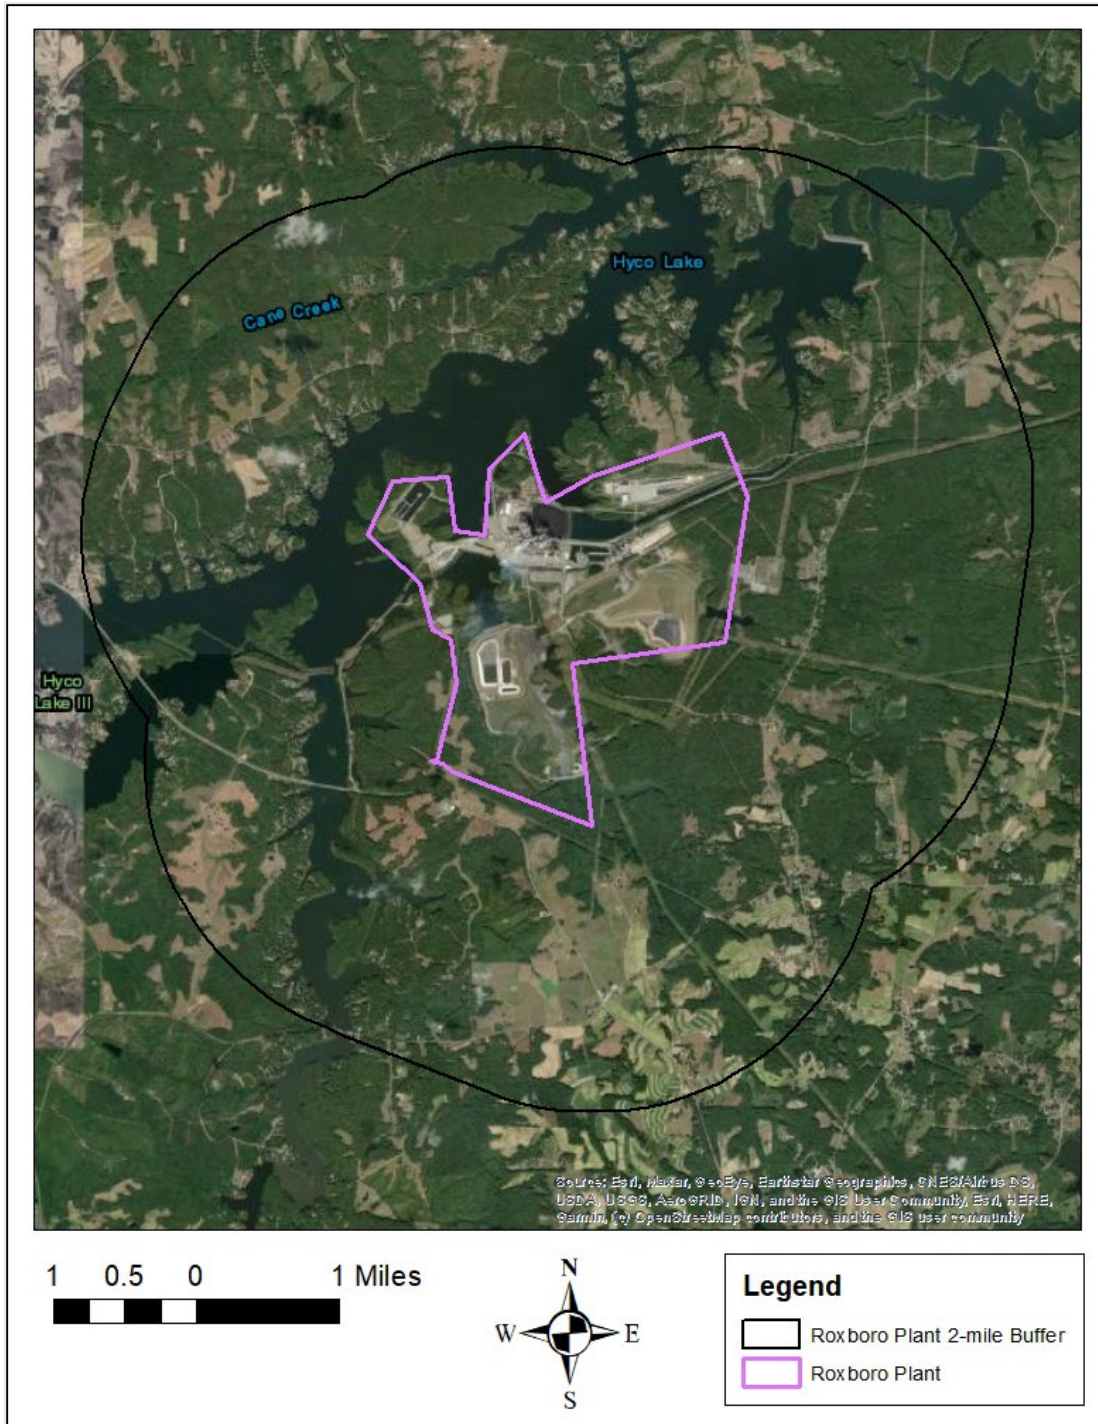 Hyco Lake
Cane Creek
Hyco
Lake III
Source: Esri, Maxar, GeoEye, Earthstar Geographics, CNES/Airbus DS,
USDA, USGS, AeroGRID, IGN, and the GIS User Community, Esri, HERE,
Garmin, (c) OpenStreetMap contributors, and the GIS user community
1 0.5 0 1 Miles
N
W E
S
Legend
Roxboro Plant 2-mile Buffer
Roxboro Plant